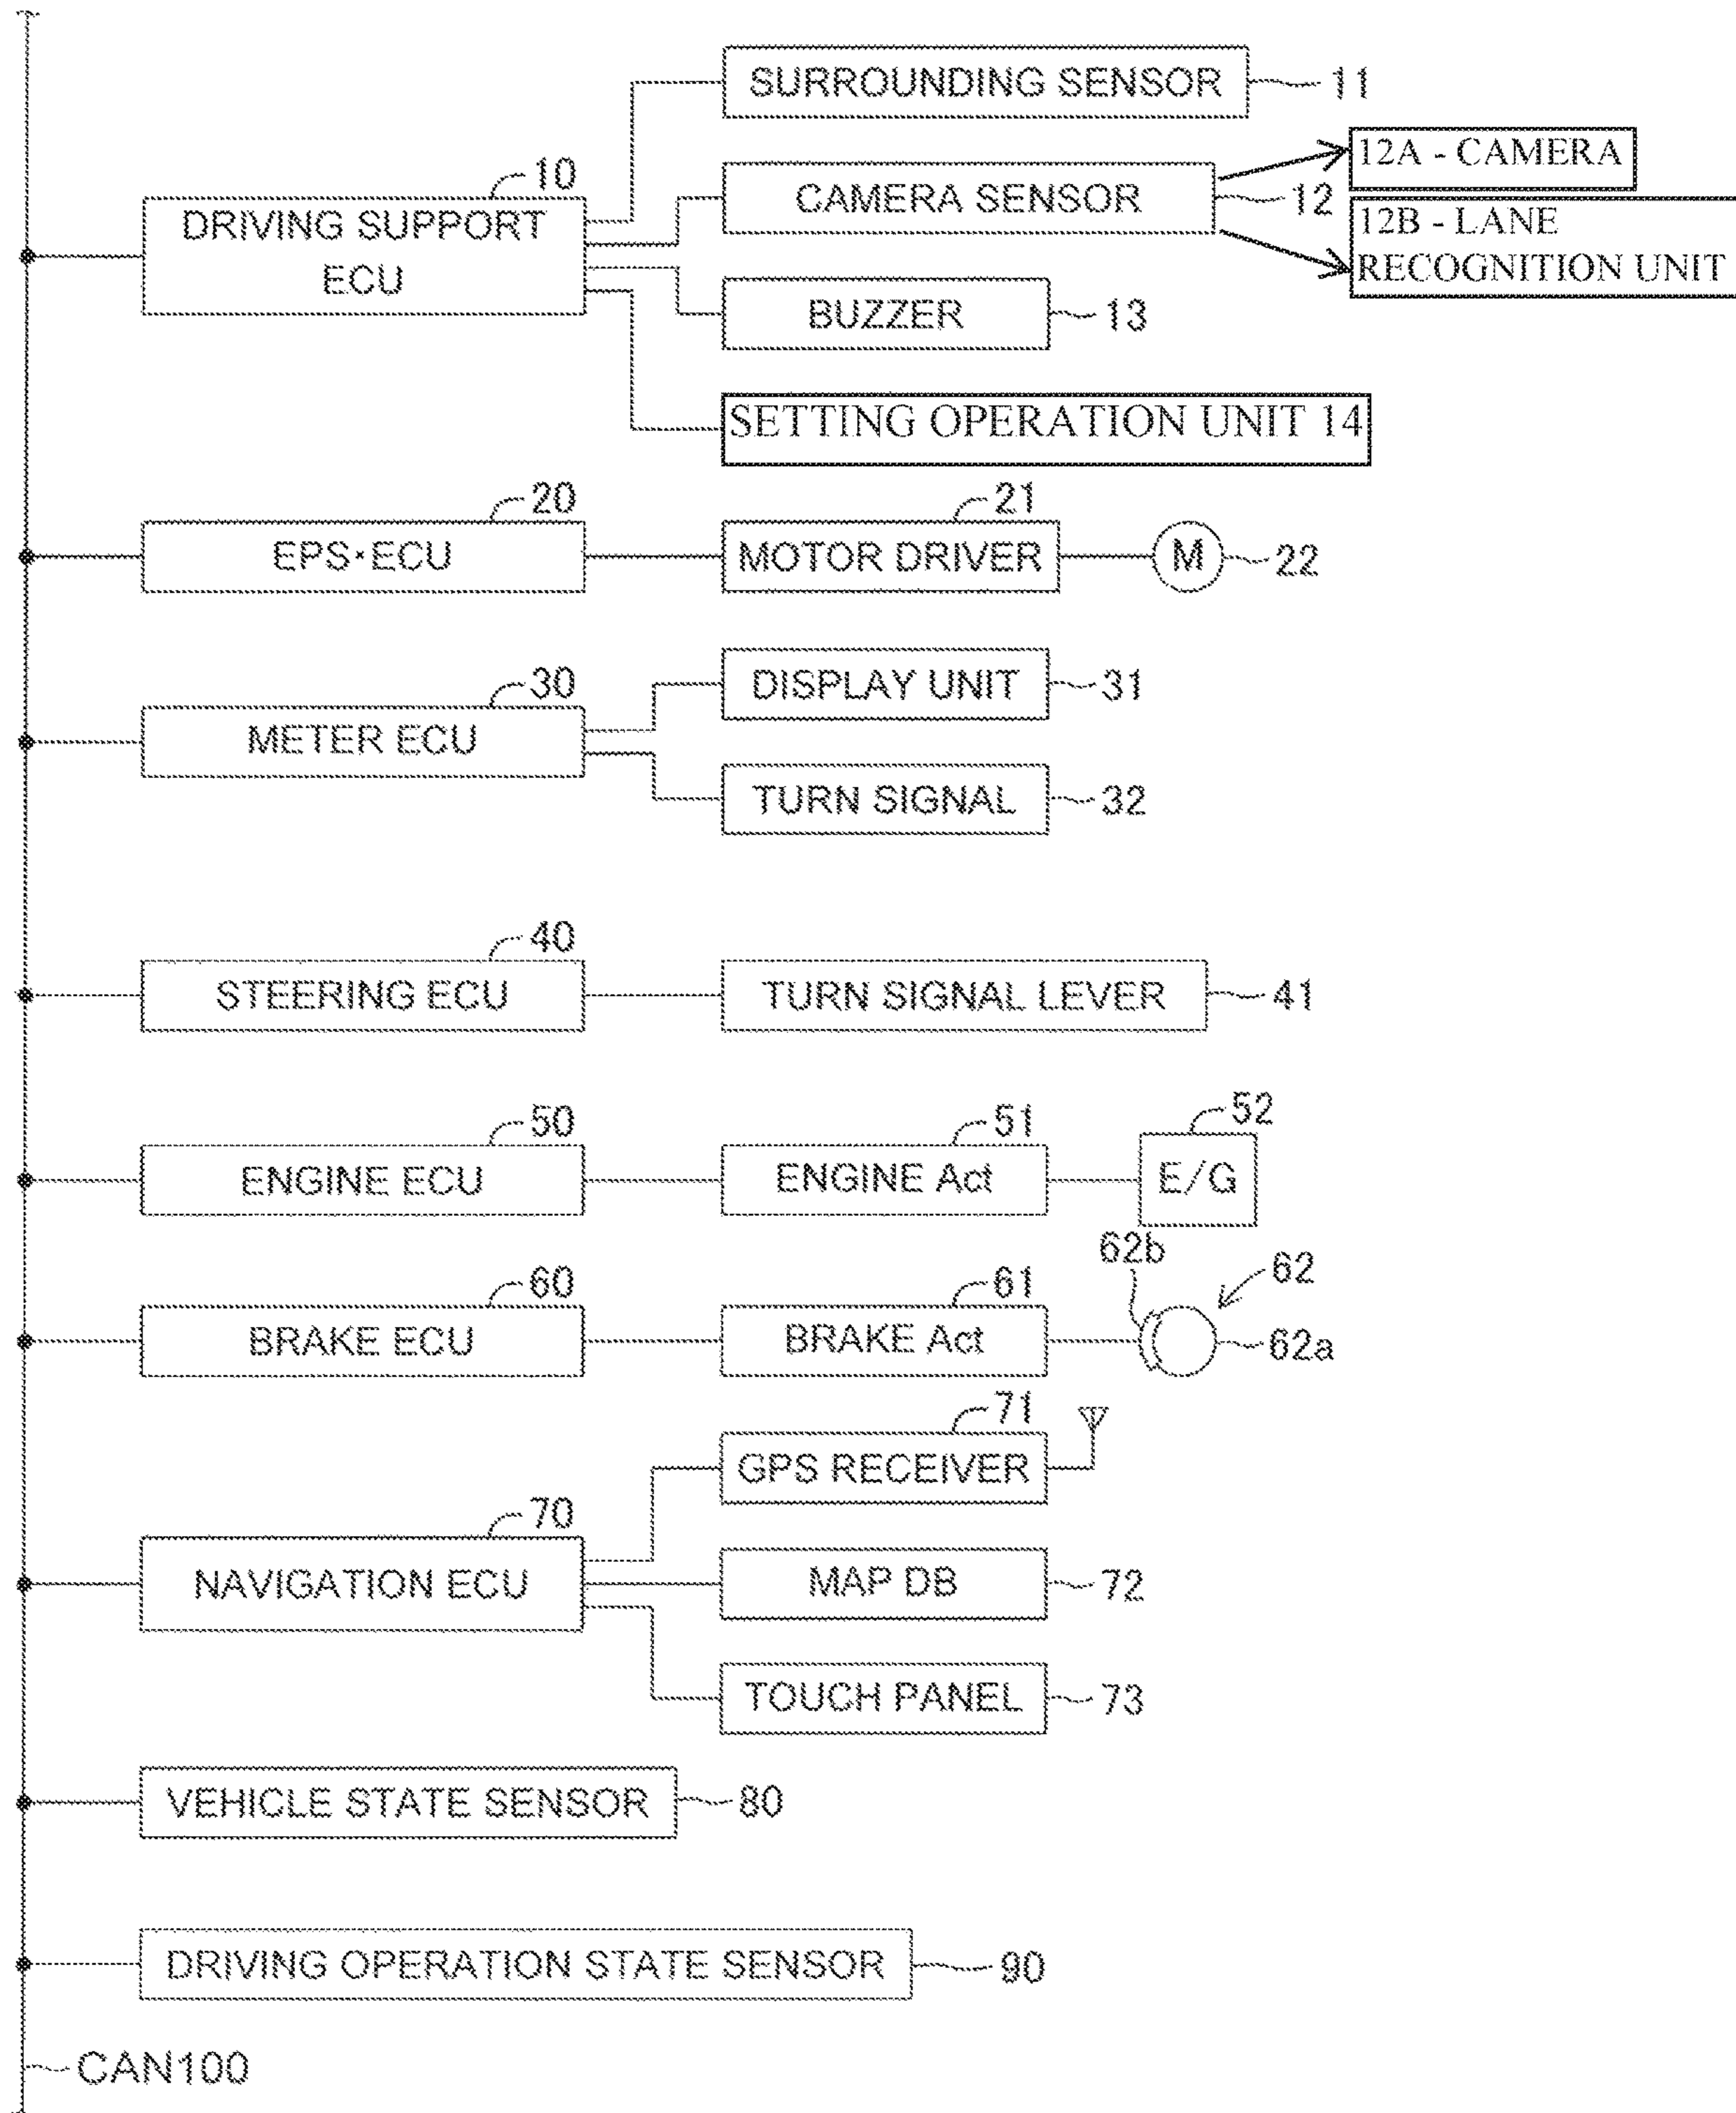 SURROUNDING SENSOR
11
12A - CAMERA
10
CAMERA SENSOR
12
DRIVING SUPPORT
ECU
12B - LANE
RECOGNITION UNIT
BUZZER
13
SETTING OPERATION UNIT 14
20
21
EPS・ECU
MOTOR DRIVER
M
22
30
DISPLAY UNIT
31
METER ECU
TURN SIGNAL
32
40
STEERING ECU
TURN SIGNAL LEVER
41
50
51
52
ENGINE ECU
ENGINE Act
E/G
62b
62
60
61
BRAKE ECU
BRAKE Act
62a
71
GPS RECEIVER
70
NAVIGATION ECU
MAP DB
72
TOUCH PANEL
73
VEHICLE STATE SENSOR
80
DRIVING OPERATION STATE SENSOR
90
CAN100